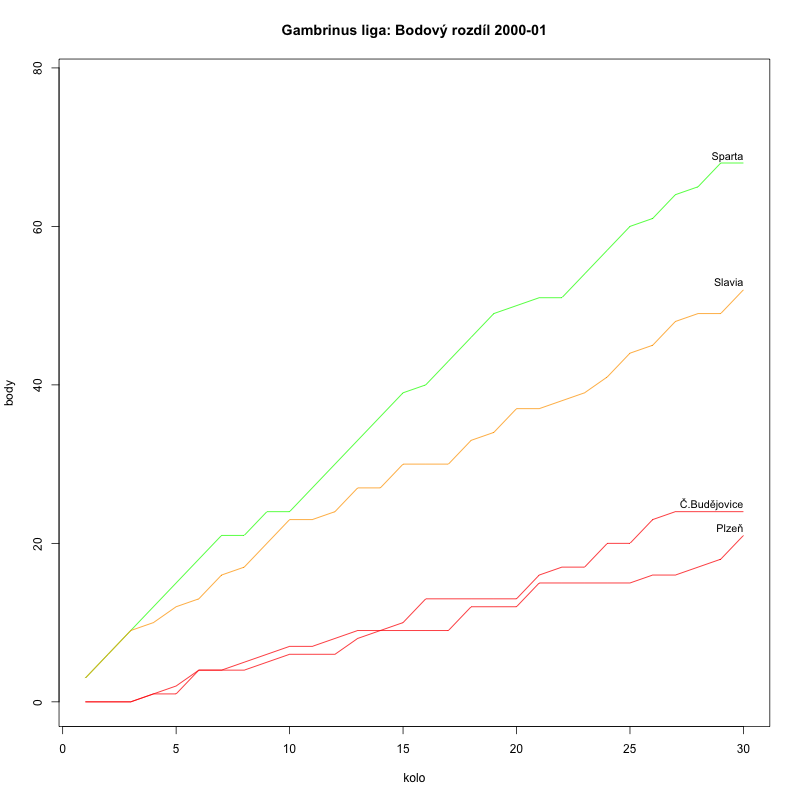 Gambrinus liga: Bodový rozdíl 2000-01
80
60
40
20
0
body
Sparta
Slavia
Č.Budějovice
Plzeň
0 5 10 15 20 25 30
kolo